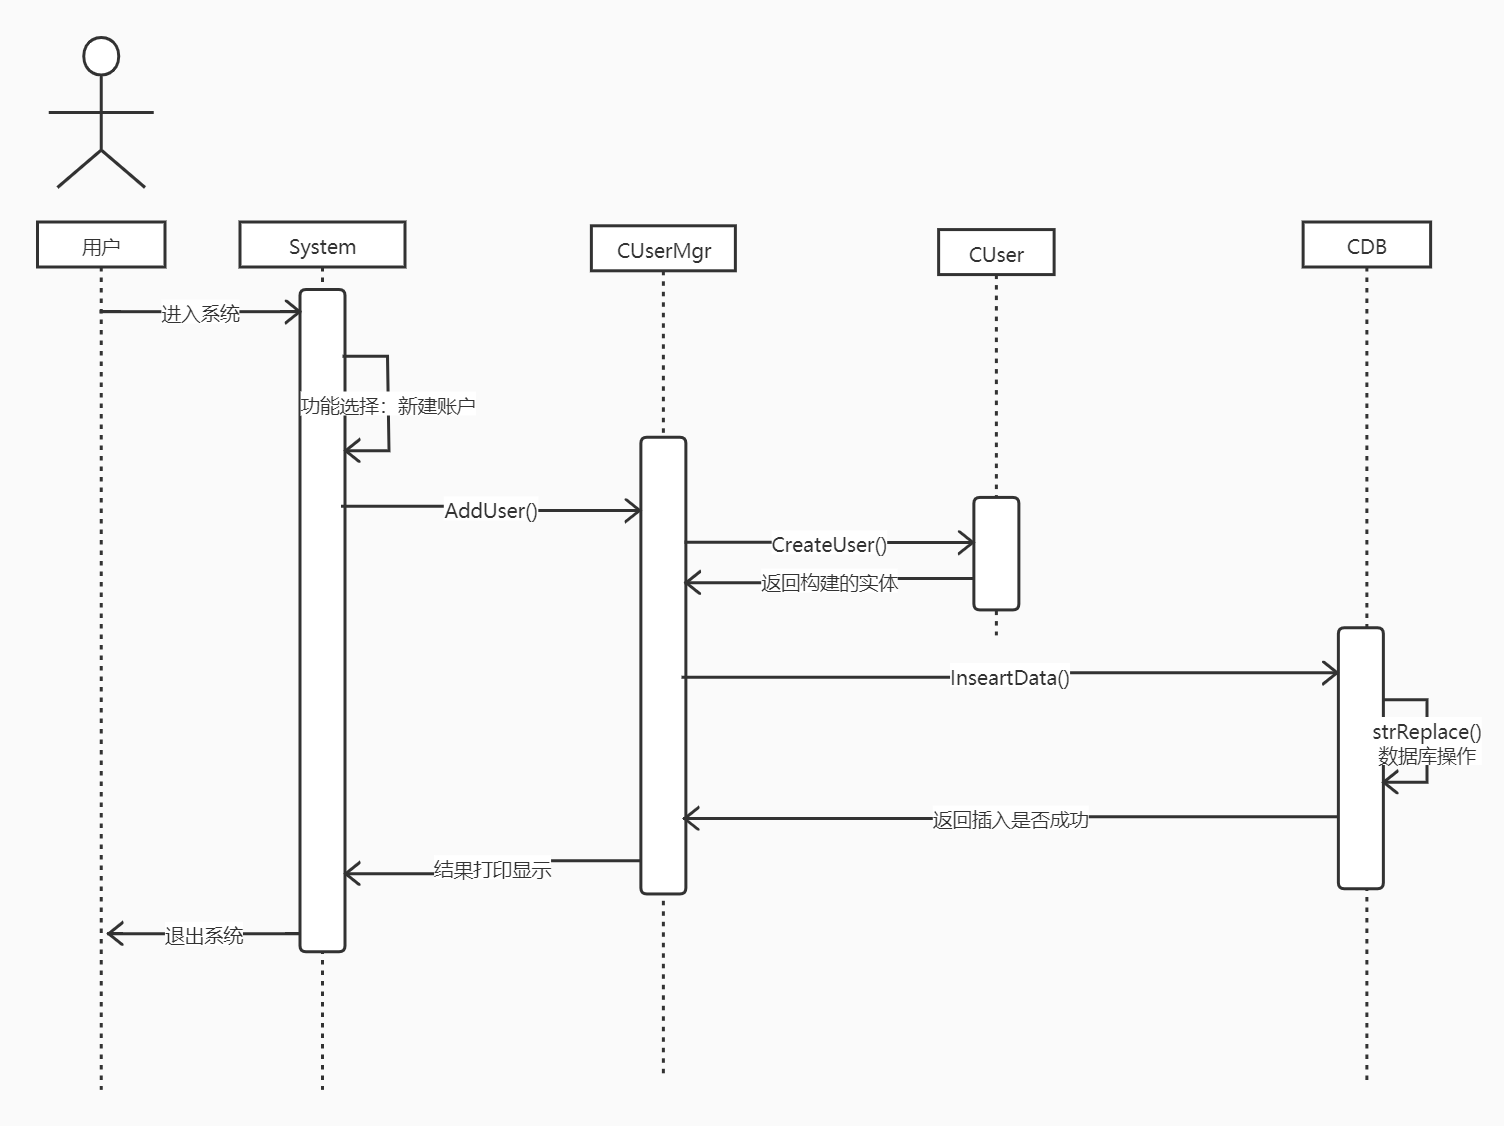 用户
System
CUserMgr
CUser
CDB
进入系统
功能选择：新建账户
AddUser()
CreateUser()
返回构建的实体
InseartData()
strReplace()
数据库操作
返回插入是否成功
结果打印显示
退出系统